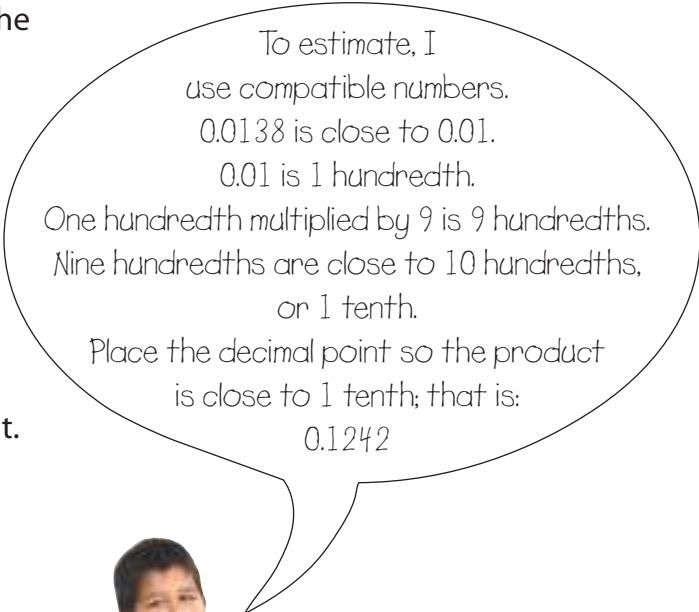 he
To estimate, I
use compatible numbers.
0.0138 is close to 0.01.
0.01 is 1 hundredth.
One hundredth multiplied by 9 is 9 hundredths.
Nine hundredths are close to 10 hundredths,
or 1 tenth.
Place the decimal point so the product
is close to 1 tenth; that is:
t.
0.1242